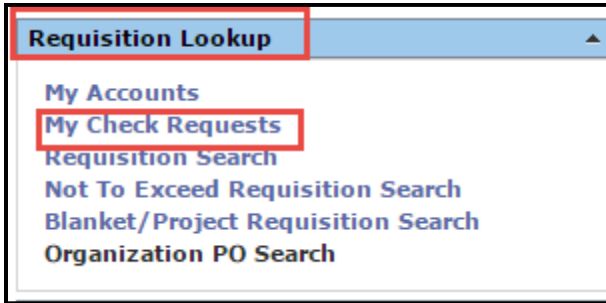 Requisition Lookup
My Accounts
My Check Requests
Requisition Search
Not To Exceed Requisition Search
Blanket/Project Requisition Search
Organization PO Search